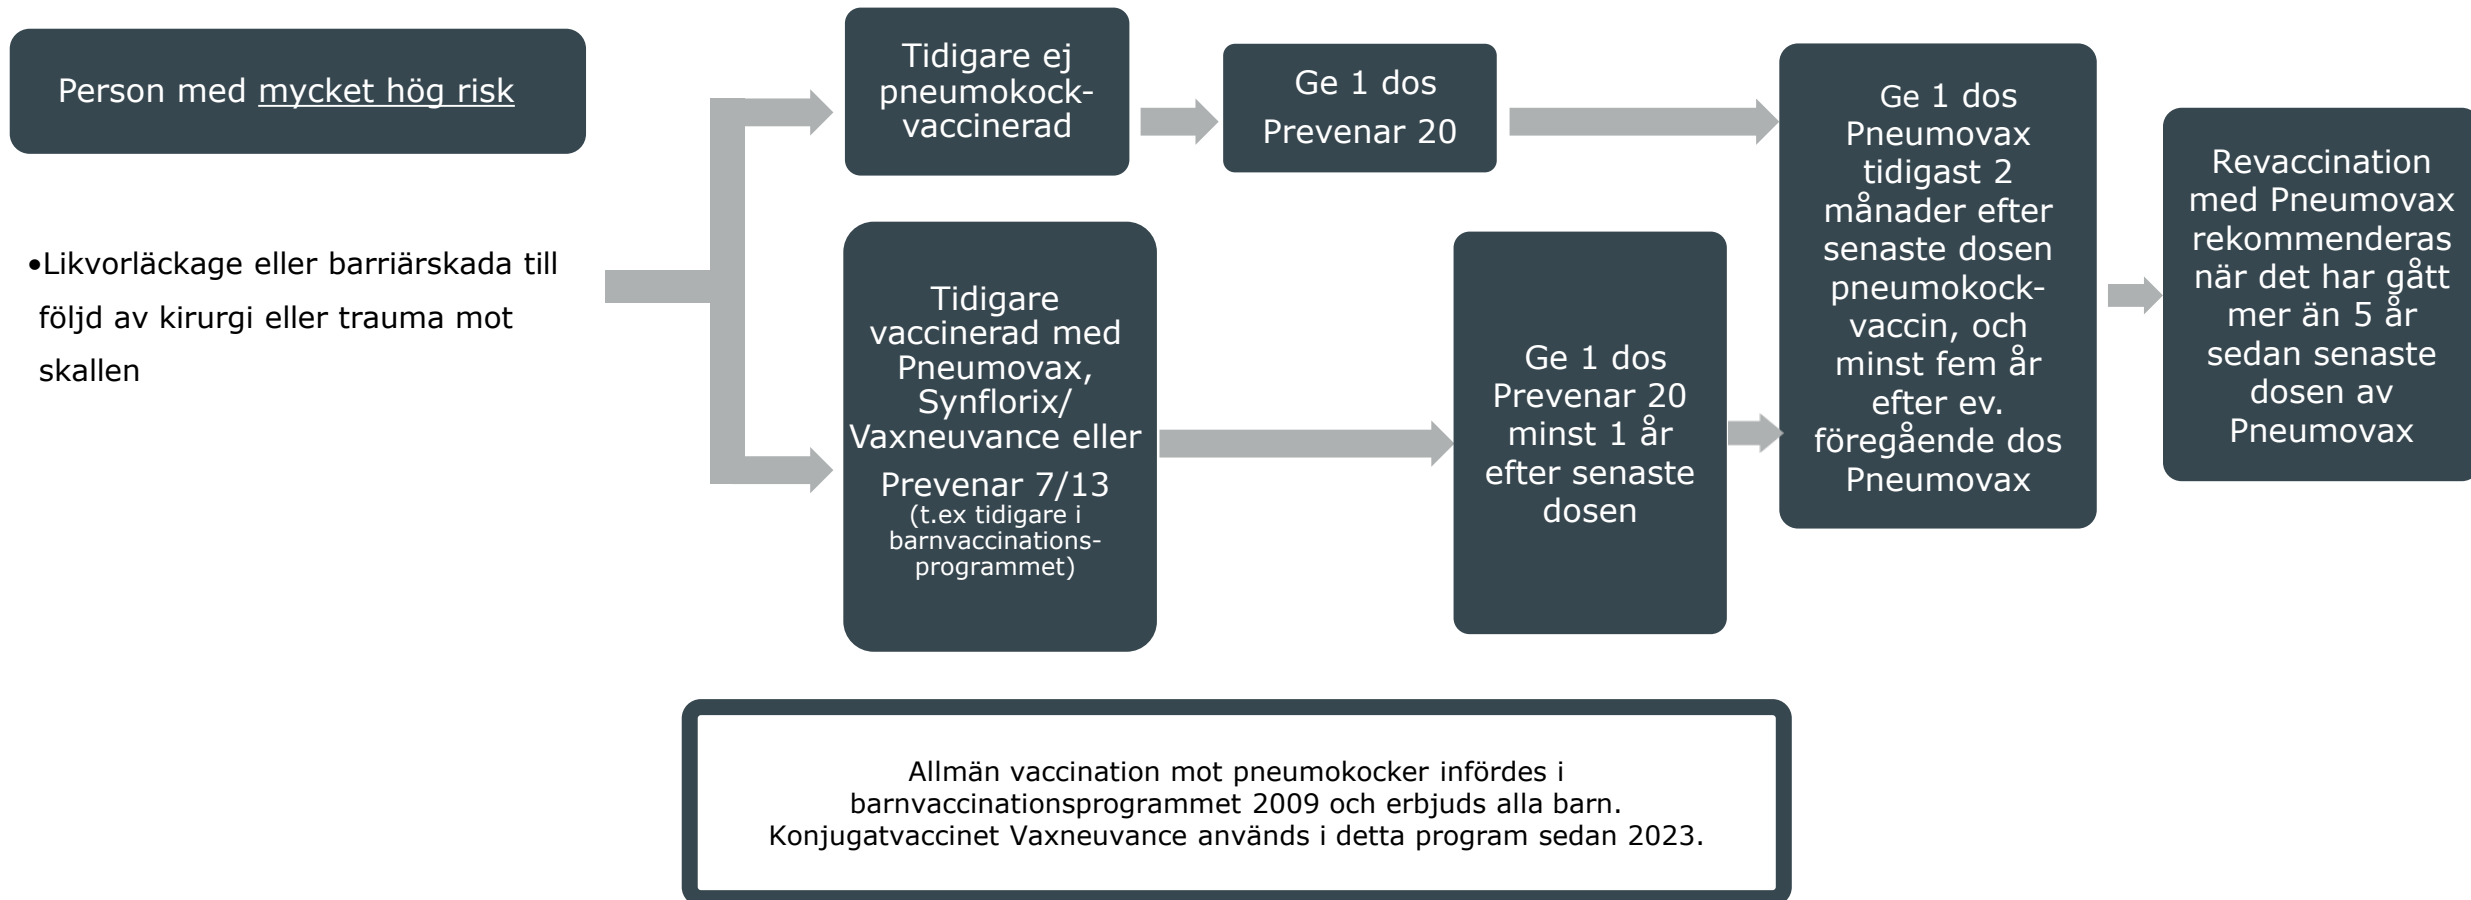 Person med mycket hög risk
•Likvorläckage eller barriärskada till
följd av kirurgi eller trauma mot
skallen
Tidigare ej
pneumokock-
vaccinerad
Ge 1 dos
Prevenar 20
Tidigare
vaccinerad med
Pneumovax,
Synflorix/
Vaxneuvance eller
Prevenar 7/13
(t.ex tidigare i
barnvaccinations-
programmet)
Ge 1 dos
Prevenar 20
minst 1 år
efter senaste
dosen
Ge 1 dos
Pneumovax
tidigast 2
månader efter
senaste dosen
pneumokock-
vaccin, och
minst fem år
efter ev.
föregående dos
Pneumovax
Revaccination
med Pneumovax
rekommenderas
när det har gått
mer än 5 år
sedan senaste
dosen av
Pneumovax
Allmän vaccination mot pneumokocker infördes i
barnvaccinationsprogrammet 2009 och erbjuds alla barn.
Konjugatvaccinet Vaxneuvance används i detta program sedan 2023.